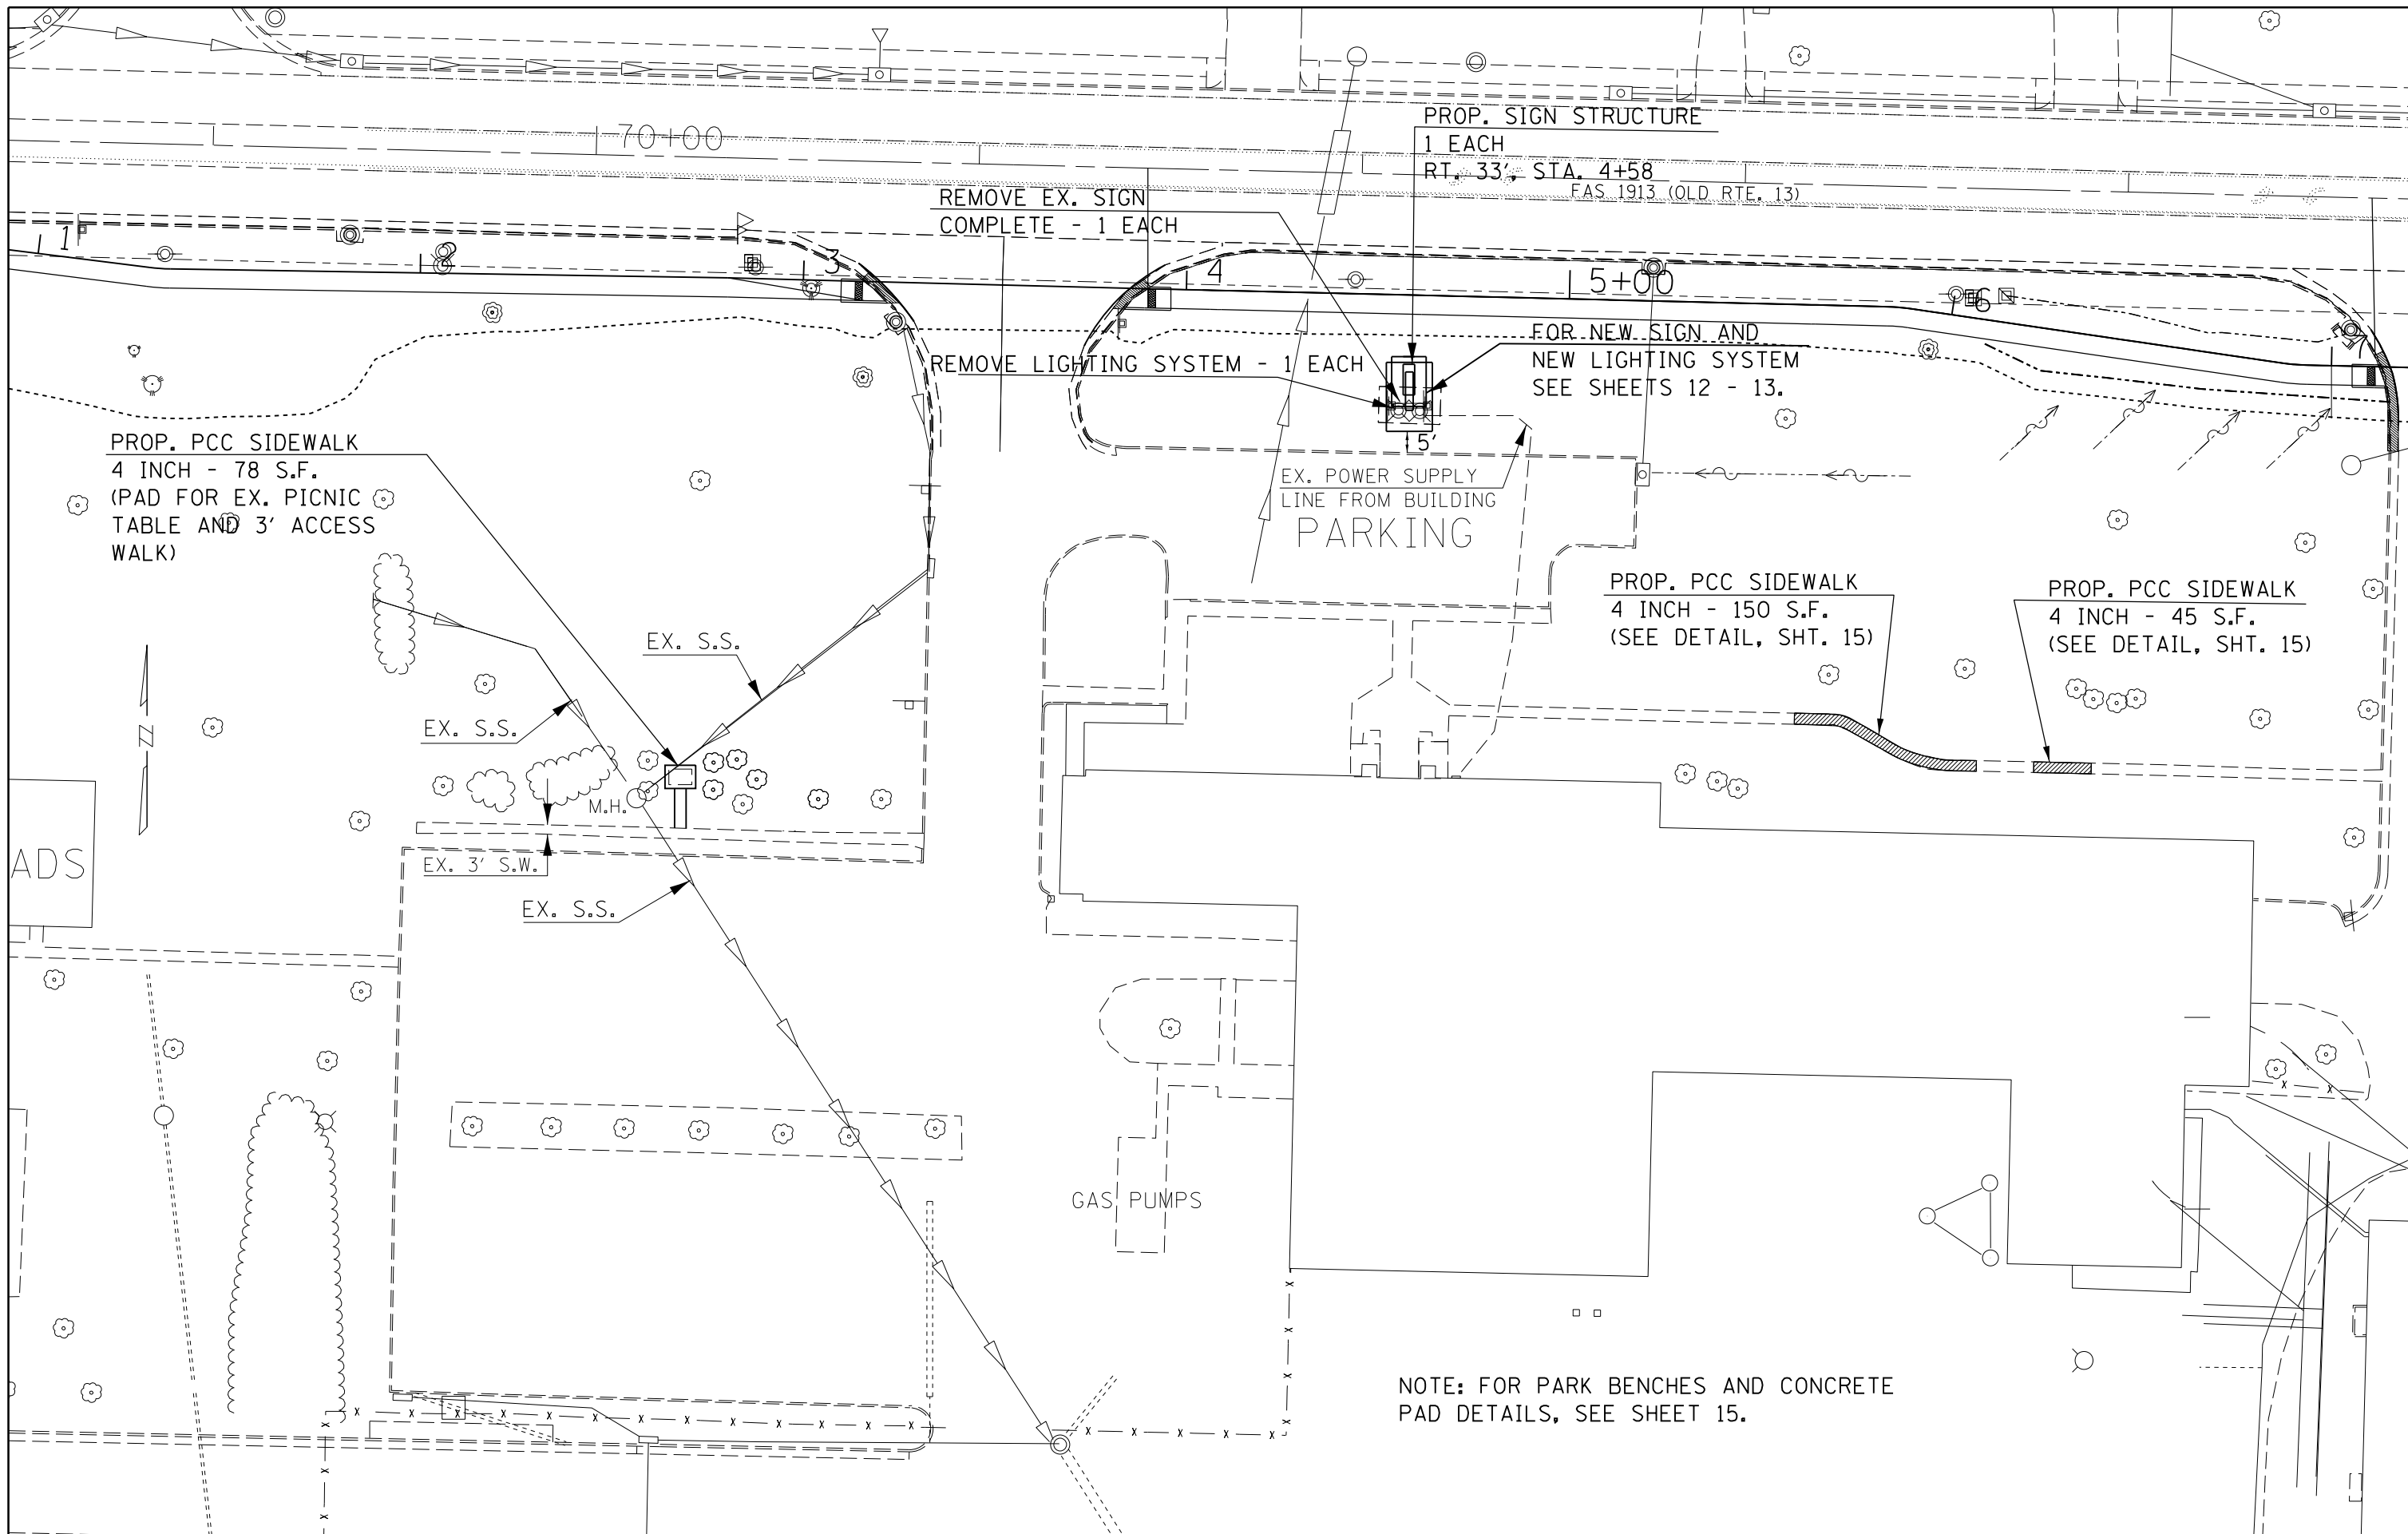 70+00
PROP. SIGN STRUCTURE
1 EACH
RT. 33', STA. 4+58
FAS 1913 (OLD RTE. 13)
REMOVE EX. SIGN
COMPLETE - 1 EACH
1
2
3
4
5+00
6
7
FOR NEW SIGN AND
NEW LIGHTING SYSTEM
SEE SHEETS 12 - 13.
REMOVE LIGHTING SYSTEM - 1 EACH
5'
PROP. PCC SIDEWALK
4 INCH - 78 S.F.
(PAD FOR EX. PICNIC
TABLE AND 3' ACCESS
WALK)
EX. POWER SUPPLY
LINE FROM BUILDING
PARKING
PROP. PCC SIDEWALK
4 INCH - 150 S.F.
(SEE DETAIL, SHT. 15)
PROP. PCC SIDEWALK
4 INCH - 45 S.F.
(SEE DETAIL, SHT. 15)
EX. S.S.
EX. S.S.
N
M.H.
ADS
EX. 3' S.W.
EX. S.S.
GAS PUMPS
NOTE: FOR PARK BENCHES AND CONCRETE
PAD DETAILS, SEE SHEET 15.